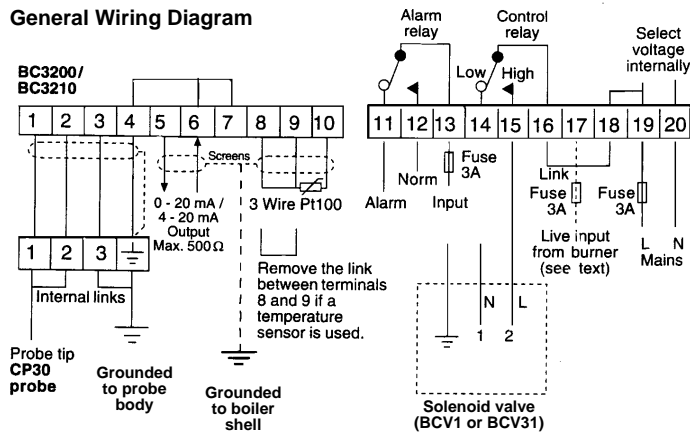 General Wiring Diagram
BC3200/
BC3210
1 2 3 4 5 6 7 8 9 10
Screens
0 - 20 mA /
4 - 20 mA
Output
Max. 500Ω
3 Wire Pt100
Remove the link
between terminals
8 and 9 if a
temperature
sensor is used.
1 2 3
Internal links
Probe tip
CP30
probe
Grounded
to probe
body
Grounded
to boiler
shell
Alarm
relay
Control
relay
Select
voltage
internally
Low High
11 12 13 14 15 16 17 18 19 20
Fuse
3A
Norm
Alarm
Input
Link
Fuse
3A
Fuse
3A
Live input
from burner
(see text)
L N
Mains
N L
1 2
Solenoid valve
(BCV1 or BCV31)